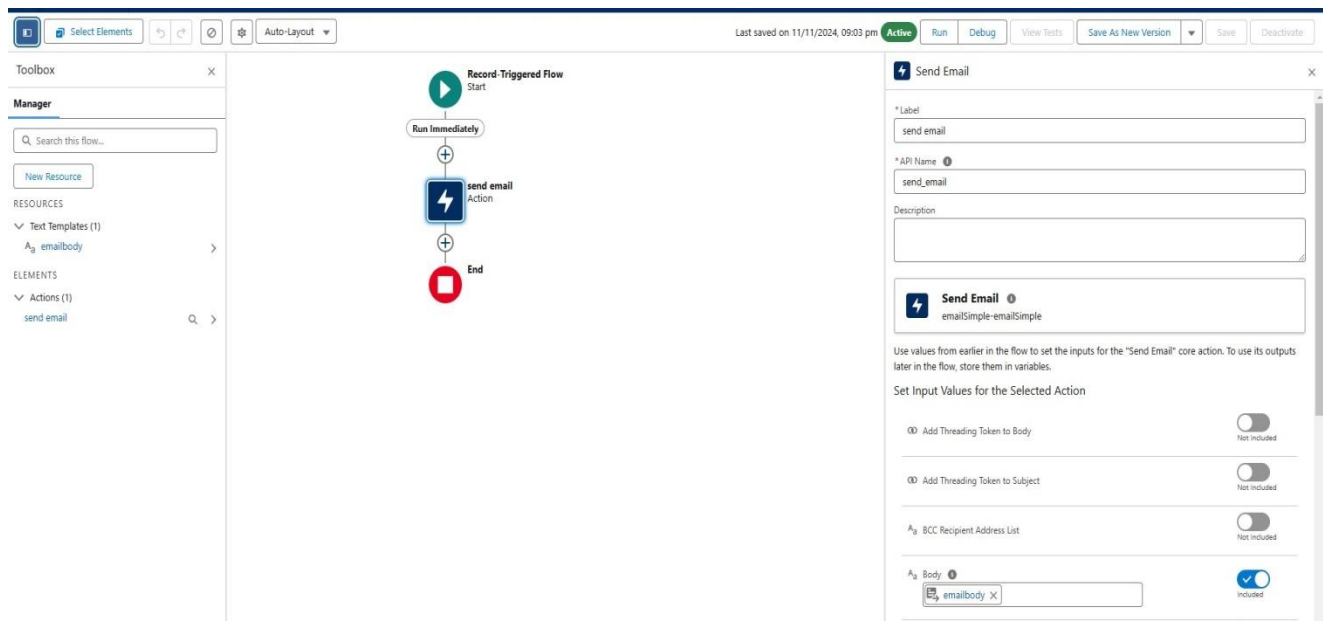 Select Elements
Auto-Layout
Last saved on 11/11/2024, 09:03 pm
Active
Run
Debug
View Tests
Save As New Version
Save
Deactivate
Toolbox
Manager
Search this flow...
New Resource
RESOURCES
Text Templates (1)
Aa emailbody
ELEMENTS
Actions (1)
send email
Record-Triggered Flow
Start
Run Immediately
send email
Action
End
Send Email
*Label
send email
*API Name
send_email
Description
Send Email
emailSimple-emailSimple
Use values from earlier in the flow to set the inputs for the "Send Email" core action. To use its outputs
later in the flow, store them in variables.
Set Input Values for the Selected Action
Add Threading Token to Body
Not Included
Add Threading Token to Subject
Not Included
Aa BCC Recipient Address List
Not Included
Aa Body
emailbody
Included